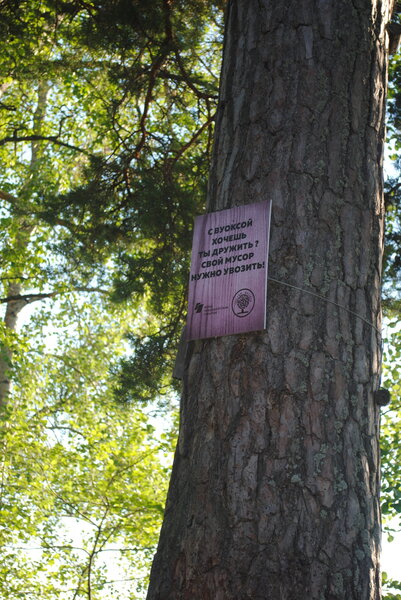 С ВУОКСОЙ
ХОЧЕШЬ
ТЫ ДРУЖИТЬ ?
СВОЙ МУСОР
НУЖНО УВОЗИТЬ!